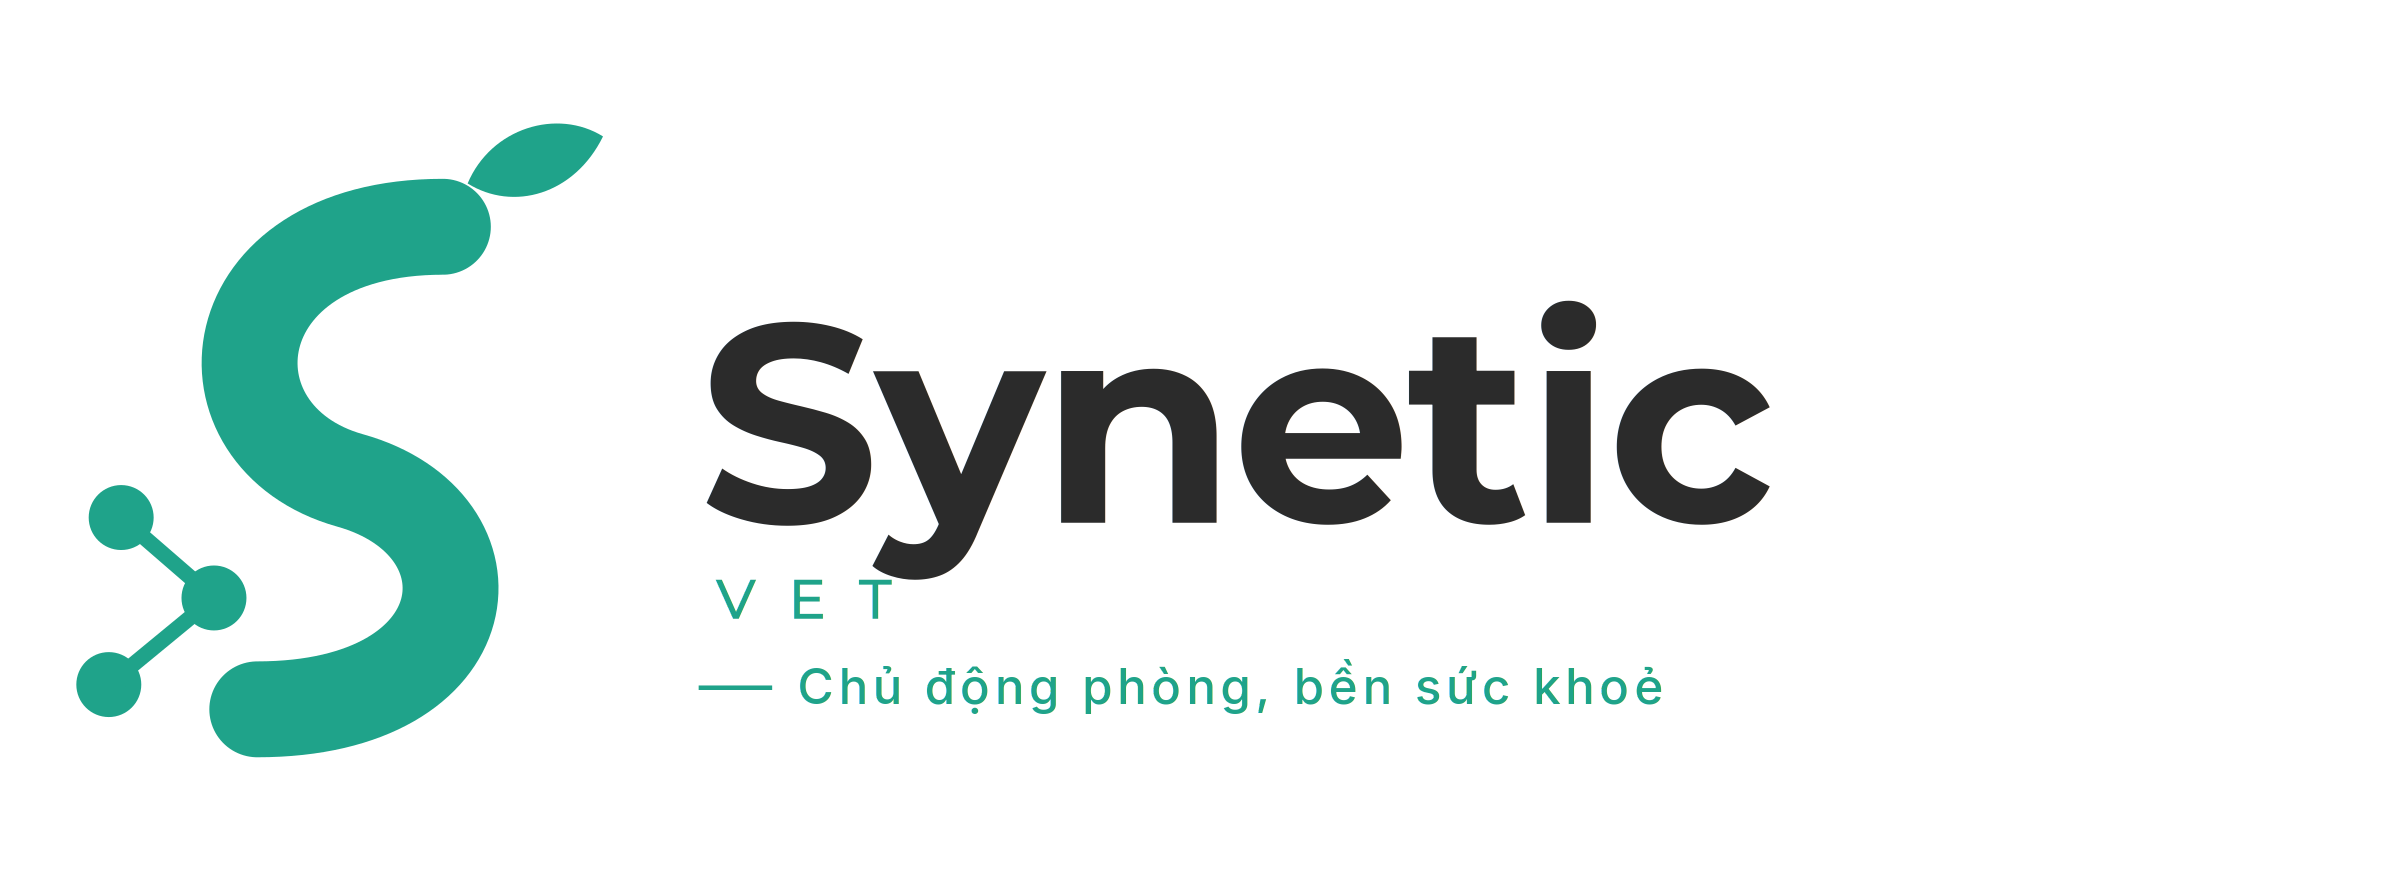 Synetic
VET
Chủ động phòng, bền sức khoẻ